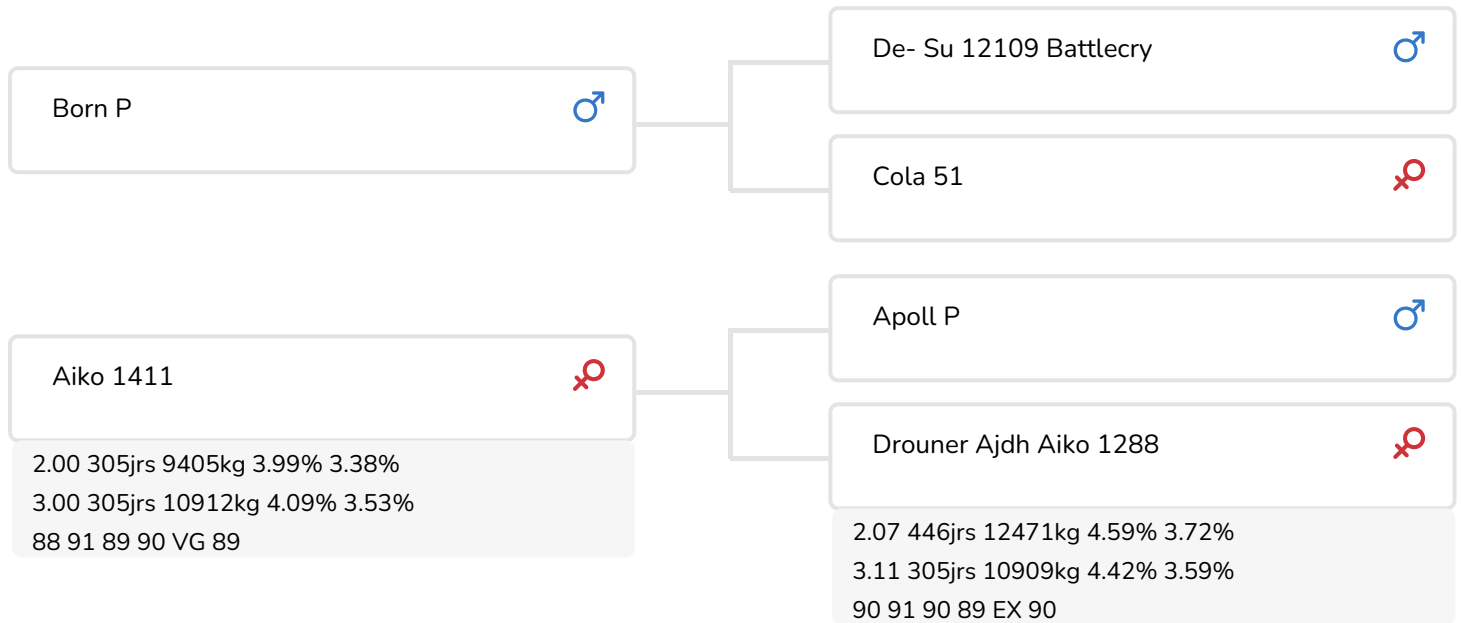 Born P
De- Su 12109 Battlecry
Cola 51
Aiko 1411
2.00 305jrs 9405kg 3.99% 3.38%
3.00 305jrs 10912kg 4.09% 3.53%
88 91 89 90 VG 89
Apoll P
Drouner Ajdh Aiko 1288
2.07 446jrs 12471kg 4.59% 3.72%
3.11 305jrs 10909kg 4.42% 3.59%
90 91 90 89 EX 90